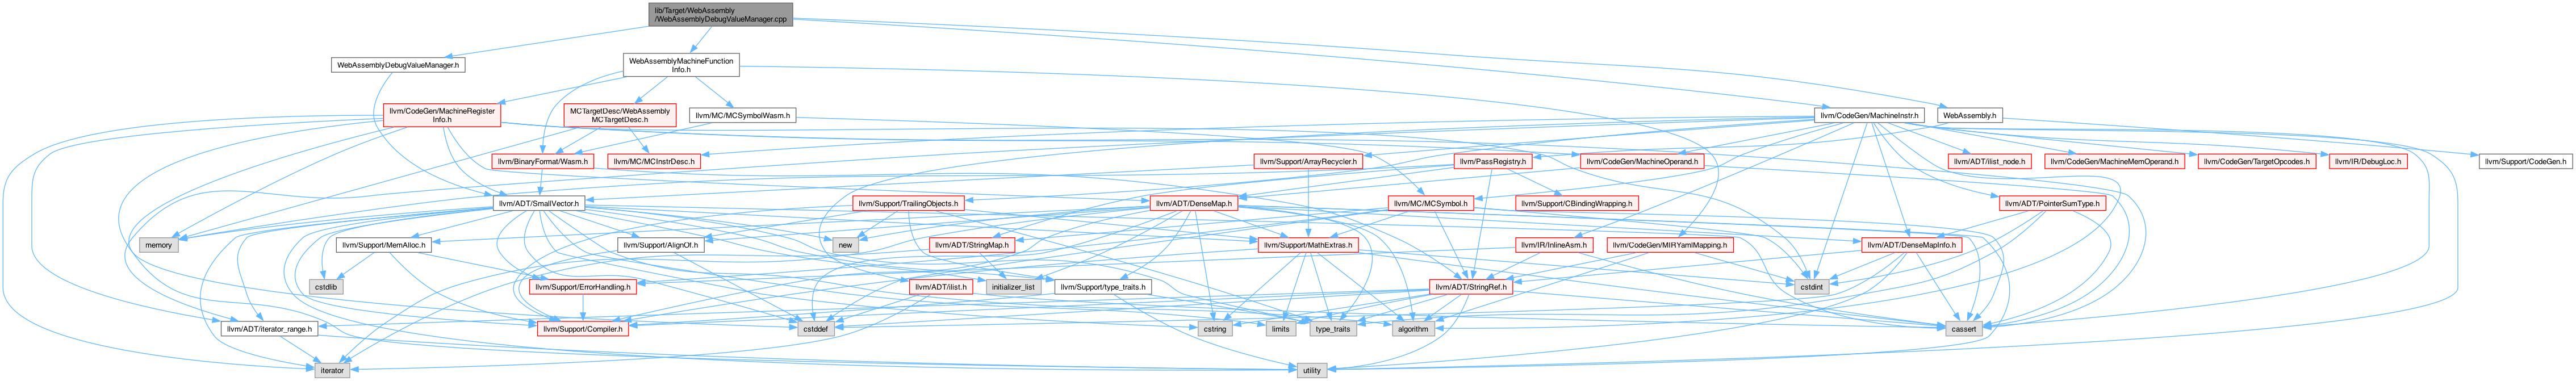 lib/Target/WebAssembly
/WebAssemblyDebugValueManager.cpp
WebAssemblyDebugValueManager.h
WebAssemblyMachineFunction
Info.h
llvm/CodeGen/MachineRegister
Info.h
MCTargetDesc/WebAssembly
MCTargetDesc.h
llvm/MC/MCSymbolWasm.h
llvm/CodeGen/MachineInstr.h
WebAssembly.h
llvm/BinaryFormat/Wasm.h
llvm/MC/MCInstrDesc.h
llvm/Support/ArrayRecycler.h
llvm/PassRegistry.h
llvm/CodeGen/MachineOperand.h
llvm/ADT/ilist_node.h
llvm/CodeGen/MachineMemOperand.h
llvm/CodeGen/TargetOpcodes.h
llvm/IR/DebugLoc.h
llvm/Support/CodeGen.h
llvm/ADT/SmallVector.h
llvm/Support/TrailingObjects.h
llvm/ADT/DenseMap.h
llvm/MC/MCSymbol.h
llvm/Support/CBindingWrapping.h
llvm/ADT/PointerSumType.h
memory
llvm/Support/MemAlloc.h
llvm/Support/AlignOf.h
new
llvm/ADT/StringMap.h
llvm/Support/MathExtras.h
llvm/IR/InlineAsm.h
llvm/CodeGen/MIRYamlMapping.h
llvm/ADT/DenseMapInfo.h
cstdlib
llvm/Support/ErrorHandling.h
llvm/ADT/ilist.h
initializer_list
llvm/Support/type_traits.h
llvm/ADT/StringRef.h
cstdint
llvm/ADT/iterator_range.h
llvm/Support/Compiler.h
cstddef
cstring
limits
type_traits
algorithm
cassert
iterator
utility